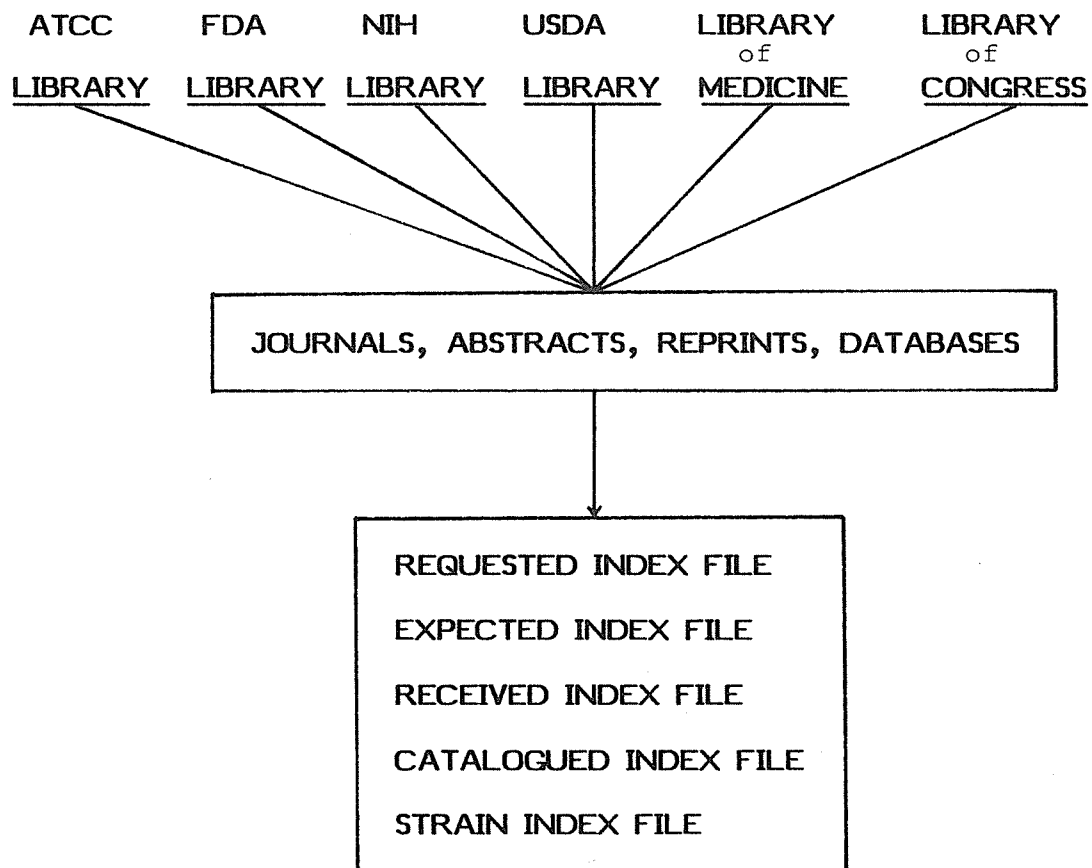 ATCC FDA NIH USDA LIBRARY LIBRARY
of of
LIBRARY LIBRARY LIBRARY LIBRARY MEDICINE CONGRESS
JOURNALS, ABSTRACTS, REPRINTS, DATABASES
REQUESTED INDEX FILE
EXPECTED INDEX FILE
RECEIVED INDEX FILE
CATALOGUED INDEX FILE
STRAIN INDEX FILE